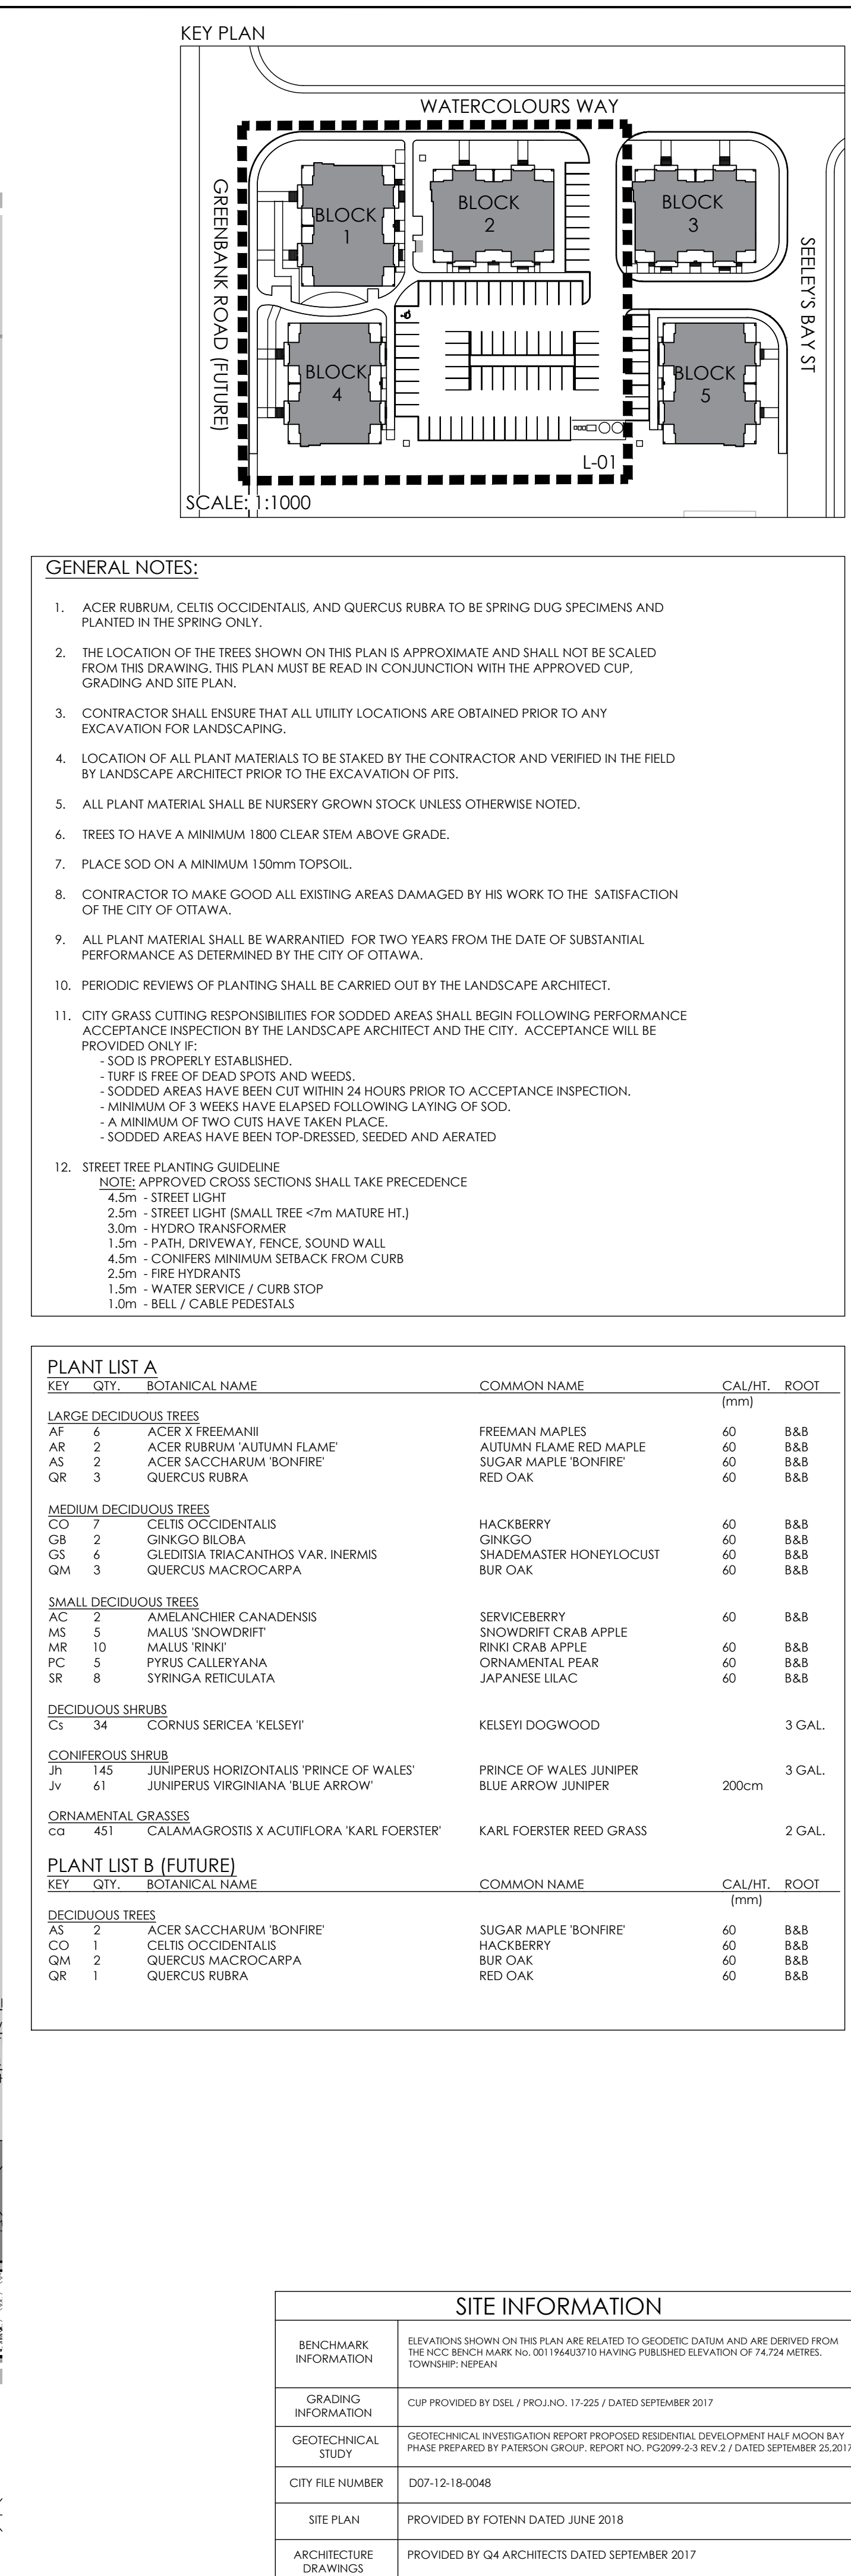 KEY PLAN
WATERCOLOURS WAY
GREENBANK ROAD (FUTURE)
BLOCK
1
BLOCK
2
BLOCK
3
SEELEY'S BAY ST
BLOCK
4
BLOCK
5
L-01
SCALE: 1:1000
GENERAL NOTES:
1. ACER RUBRUM, CELTIS OCCIDENTALIS, AND QUERCUS RUBRA TO BE SPRING DUG SPECIMENS AND
PLANTED IN THE SPRING ONLY.
2. THE LOCATION OF THE TREES SHOWN ON THIS PLAN IS APPROXIMATE AND SHALL NOT BE SCALED
FROM THIS DRAWING. THIS PLAN MUST BE READ IN CONJUNCTION WITH THE APPROVED CUP,
GRADING AND SITE PLAN.
3. CONTRACTOR SHALL ENSURE THAT ALL UTILITY LOCATIONS ARE OBTAINED PRIOR TO ANY
EXCAVATION FOR LANDSCAPING.
4. LOCATION OF ALL PLANT MATERIALS TO BE STAKED BY THE CONTRACTOR AND VERIFIED IN THE FIELD
BY LANDSCAPE ARCHITECT PRIOR TO THE EXCAVATION OF PITS.
5. ALL PLANT MATERIAL SHALL BE NURSERY GROWN STOCK UNLESS OTHERWISE NOTED.
6. TREES TO HAVE A MINIMUM 1800 CLEAR STEM ABOVE GRADE.
7. PLACE SOD ON A MINIMUM 150mm TOPSOIL.
8. CONTRACTOR TO MAKE GOOD ALL EXISTING AREAS DAMAGED BY HIS WORK TO THE SATISFACTION
OF THE CITY OF OTTAWA.
9. ALL PLANT MATERIAL SHALL BE WARRANTIED FOR TWO YEARS FROM THE DATE OF SUBSTANTIAL
PERFORMANCE AS DETERMINED BY THE CITY OF OTTAWA.
10. PERIODIC REVIEWS OF PLANTING SHALL BE CARRIED OUT BY THE LANDSCAPE ARCHITECT.
11. CITY GRASS CUTTING RESPONSIBILITIES FOR SODDED AREAS SHALL BEGIN FOLLOWING PERFORMANCE
ACCEPTANCE INSPECTION BY THE LANDSCAPE ARCHITECT AND THE CITY. ACCEPTANCE WILL BE
PROVIDED ONLY IF:
- SOD IS PROPERLY ESTABLISHED.
- TURF IS FREE OF DEAD SPOTS AND WEEDS.
- SODDED AREAS HAVE BEEN CUT WITHIN 24 HOURS PRIOR TO ACCEPTANCE INSPECTION.
- MINIMUM OF 3 WEEKS HAVE ELAPSED FOLLOWING LAYING OF SOD.
- A MINIMUM OF TWO CUTS HAVE TAKEN PLACE.
- SODDED AREAS HAVE BEEN TOP-DRESSED, SEEDED AND AERATED
12. STREET TREE PLANTING GUIDELINE
NOTE: APPROVED CROSS SECTIONS SHALL TAKE PRECEDENCE
4.5m - STREET LIGHT
2.5m - STREET LIGHT (SMALL TREE <7m MATURE HT.)
3.0m - HYDRO TRANSFORMER
1.5m - PATH, DRIVEWAY, FENCE, SOUND WALL
4.5m - CONIFERS MINIMUM SETBACK FROM CURB
2.5m - FIRE HYDRANTS
1.5m - WATER SERVICE / CURB STOP
1.0m - BELL / CABLE PEDESTALS
PLANT LIST A
KEY QTY. BOTANICAL NAME COMMON NAME CAL/HT. ROOT
(mm)
LARGE DECIDUOUS TREES
AF 6 ACER X FREEMANII FREEMAN MAPLES 60 B&B
AR 2 ACER RUBRUM 'AUTUMN FLAME' AUTUMN FLAME RED MAPLE 60 B&B
AS 2 ACER SACCHARUM 'BONFIRE' SUGAR MAPLE 'BONFIRE' 60 B&B
QR 3 QUERCUS RUBRA RED OAK 60 B&B
MEDIUM DECIDUOUS TREES
CO 7 CELTIS OCCIDENTALIS HACKBERRY 60 B&B
GB 2 GINKGO BILOBA GINKGO 60 B&B
GS 6 GLEDITSIA TRIACANTHOS VAR. INERMIS SHADEMASTER HONEYLOCUST 60 B&B
QM 3 QUERCUS MACROCARPA BUR OAK 60 B&B
SMALL DECIDUOUS TREES
AC 2 AMELANCHIER CANADENSIS SERVICEBERRY 60 B&B
MS 5 MALUS 'SNOWDRIFT' SNOWDRIFT CRAB APPLE
MR 10 MALUS 'RINKI' RINKI CRAB APPLE 60 B&B
PC 5 PYRUS CALLERYANA ORNAMENTAL PEAR 60 B&B
SR 8 SYRINGA RETICULATA JAPANESE LILAC 60 B&B
DECIDUOUS SHRUBS
Cs 34 CORNUS SERICEA 'KELSEYI' KELSEYI DOGWOOD 3 GAL.
CONIFEROUS SHRUB
Jh 145 JUNIPERUS HORIZONTALIS 'PRINCE OF WALES' PRINCE OF WALES JUNIPER 3 GAL.
Jv 61 JUNIPERUS VIRGINIANA 'BLUE ARROW' BLUE ARROW JUNIPER 200cm
ORNAMENTAL GRASSES
ca 451 CALAMAGROSTIS X ACUTIFLORA 'KARL FOERSTER' KARL FOERSTER REED GRASS 2 GAL.
PLANT LIST B (FUTURE)
KEY QTY. BOTANICAL NAME COMMON NAME CAL/HT. ROOT
(mm)
DECIDUOUS TREES
AS 2 ACER SACCHARUM 'BONFIRE' SUGAR MAPLE 'BONFIRE' 60 B&B
CO 1 CELTIS OCCIDENTALIS HACKBERRY 60 B&B
QM 2 QUERCUS MACROCARPA BUR OAK 60 B&B
QR 1 QUERCUS RUBRA RED OAK 60 B&B
SITE INFORMATION
BENCHMARK
INFORMATION
ELEVATIONS SHOWN ON THIS PLAN ARE RELATED TO GEODETIC DATUM AND ARE DERIVED FROM
THE NCC BENCH MARK No. 0011964U3710 HAVING PUBLISHED ELEVATION OF 74.724 METRES.
TOWNSHIP: NEPEAN
GRADING
INFORMATION
CUP PROVIDED BY DSEL / PROJ.NO. 17-225 / DATED SEPTEMBER 2017
GEOTECHNICAL
STUDY
GEOTECHNICAL INVESTIGATION REPORT PROPOSED RESIDENTIAL DEVELOPMENT HALF MOON BAY
PHASE PREPARED BY PATERSON GROUP. REPORT NO. PG2099-2-3 REV.2 / DATED SEPTEMBER 25,2017
CITY FILE NUMBER D07-12-18-0048
SITE PLAN PROVIDED BY FOTENN DATED JUNE 2018
ARCHITECTURE
DRAWINGS
PROVIDED BY Q4 ARCHITECTS DATED SEPTEMBER 2017